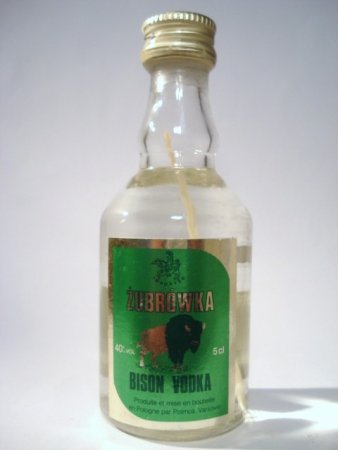 ŻUBRÓWKA
40% VOL.
5 cl
BISON VODKA
Produite et mise en bouteille
en Pologne par Polmos, Varsovie